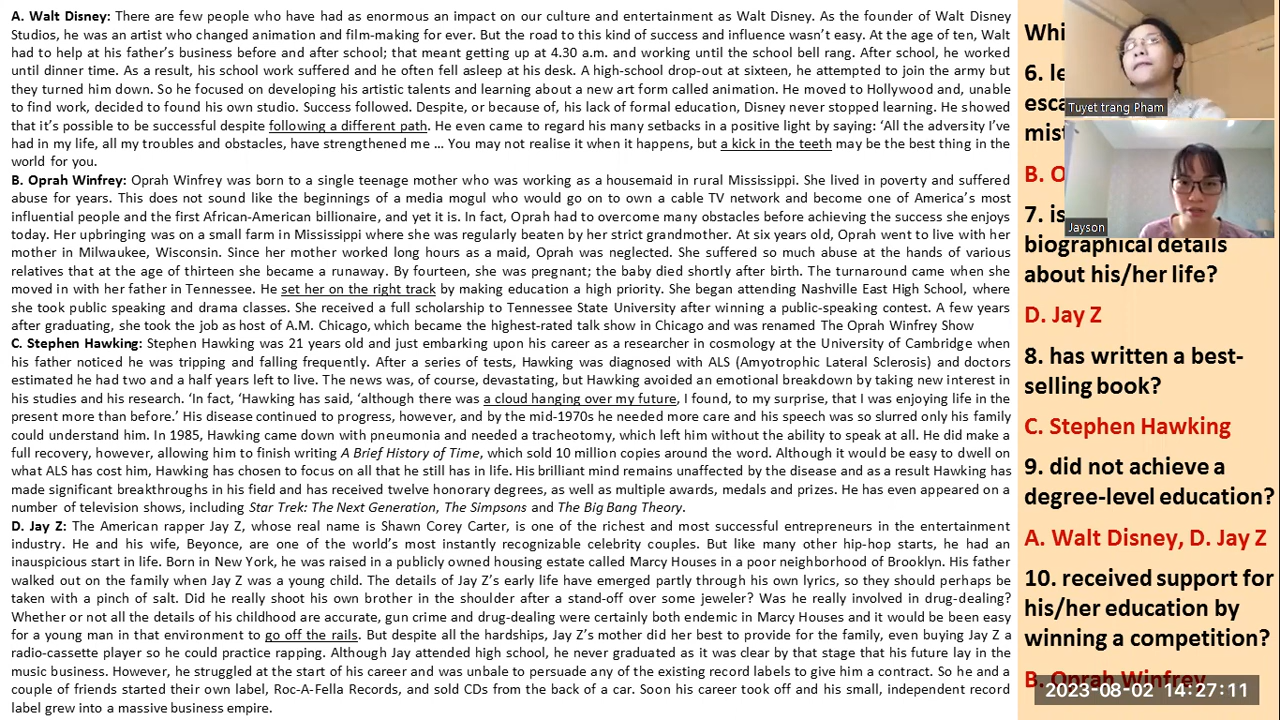 A. Walt Disney: There are few people who have had as enormous an impact on our culture and entertainment as Walt Disney. As the founder of Walt Disney
Studios, he was an artist who changed animation and film-making for ever. But the road to this kind of success and influence wasn't easy. At the age of ten, Walt
had to help at his father's business before and after school; that meant getting up at 4.30 a.m. and working until the school bell rang. After school, he worked
until dinner time. As a result, his school work suffered and he often fell asleep at his desk. A high-school drop-out at sixteen, he attempted to join the army but
they turned him down. So he focused on developing his artistic talents and learning about a new art form called animation. He moved to Hollywood and, unable
to find work, decided to found his own studio. Success followed. Despite, or because of, his lack of formal education, Disney never stopped learning. He showed
that it's possible to be successful despite following a different path. He even came to regard his many setbacks in a positive light by saying: 'All the adversity I've
had in my life, all my troubles and obstacles, have strengthened me … You may not realise it when it happens, but a kick in the teeth may be the best thing in the
world for you.
B. Oprah Winfrey: Oprah Winfrey was born to a single teenage mother who was working as a housemaid in rural Mississippi. She lived in poverty and suffered
abuse for years. This does not sound like the beginnings of a media mogul who would go on to own a cable TV network and become one of America's most
influential people and the first African-American billionaire, and yet it is. In fact, Oprah had to overcome many obstacles before achieving the success she enjoys
today. Her upbringing was on a small farm in Mississippi where she was regularly beaten by her strict grandmother. At six years old, Oprah went to live with her
mother in Milwaukee, Wisconsin. Since her mother worked long hours as a maid, Oprah was neglected. She suffered so much abuse at the hands of various
relatives that at the age of thirteen she became a runaway. By fourteen, she was pregnant; the baby died shortly after birth. The turnaround came when she
moved in with her father in Tennessee. He set her on the right track by making education a high priority. She began attending Nashville East High School, where
she took public speaking and drama classes. She received a full scholarship to Tennessee State University after winning a public-speaking contest. A few years
after graduating, she took the job as host of A.M. Chicago, which became the highest-rated talk show in Chicago and was renamed The Oprah Winfrey Show
C. Stephen Hawking: Stephen Hawking was 21 years old and just embarking upon his career as a researcher in cosmology at the University of Cambridge when
his father noticed he was tripping and falling frequently. After a series of tests, Hawking was diagnosed with ALS (Amyotrophic Lateral Sclerosis) and doctors
estimated he had two and a half years left to live. The news was, of course, devastating, but Hawking avoided an emotional breakdown by taking new interest in
his studies and his research. 'In fact, 'Hawking has said, 'although there was a cloud hanging over my future, I found, to my surprise, that I was enjoying life in the
present more than before.' His disease continued to progress, however, and by the mid-1970s he needed more care and his speech was so slurred only his family
could understand him. In 1985, Hawking came down with pneumonia and needed a tracheotomy, which left him without the ability to speak at all. He did make a
full recovery, however, allowing him to finish writing A Brief History of Time, which sold 10 million copies around the word. Although it would be easy to dwell on
what ALS has cost him, Hawking has chosen to focus on all that he still has in life. His brilliant mind remains unaffected by the disease and as a result Hawking has
made significant breakthroughs in his field and has received twelve honorary degrees, as well as multiple awards, medals and prizes. He has even appeared on a
number of television shows, including Star Trek: The Next Generation, The Simpsons and The Big Bang Theory.
D. Jay Z: The American rapper Jay Z, whose real name is Shawn Corey Carter, is one of the richest and most successful entrepreneurs in the entertainment
industry. He and his wife, Beyonce, are one of the world's most instantly recognizable celebrity couples. But like many other hip-hop starts, he had an
inauspicious start in life. Born in New York, he was raised in a publicly owned housing estate called Marcy Houses in a poor neighborhood of Brooklyn. His father
walked out on the family when Jay Z was a young child. The details of Jay Z's early life have emerged partly through his own lyrics, so they should perhaps be
taken with a pinch of salt. Did he really shoot his own brother in the shoulder after a stand-off over some jeweler? Was he really involved in drug-dealing?
Whether or not all the details of his childhood are accurate, gun crime and drug-dealing were certainly both endemic in Marcy Houses and it would be been easy
for a young man in that environment to go off the rails. But despite all the hardships, Jay Z's mother did her best to provide for the family, even buying Jay Z a
radio-cassette player so he could practice rapping. Although Jay attended high school, he never graduated as it was clear by that stage that his future lay in the
music business. However, he struggled at the start of his career and was unbale to persuade any of the existing record labels to give him a contract. So he and a
couple of friends started their own label, Roc-A-Fella Records, and sold CDs from the back of a car. Soon his career took off and his small, independent record
label grew into a massive business empire.
Tuyet trang Pham
Jayson
7. is
biographical details
about his/her life?
D. Jay Z
8. has written a best-
selling book?
C. Stephen Hawking
9. did not achieve a
degree-level education?
A. Walt Disney, D. Jay Z
10. received support for
his/her education by
winning a competition?
B. Oprah Winfrey
2023-08-02 14:27:11